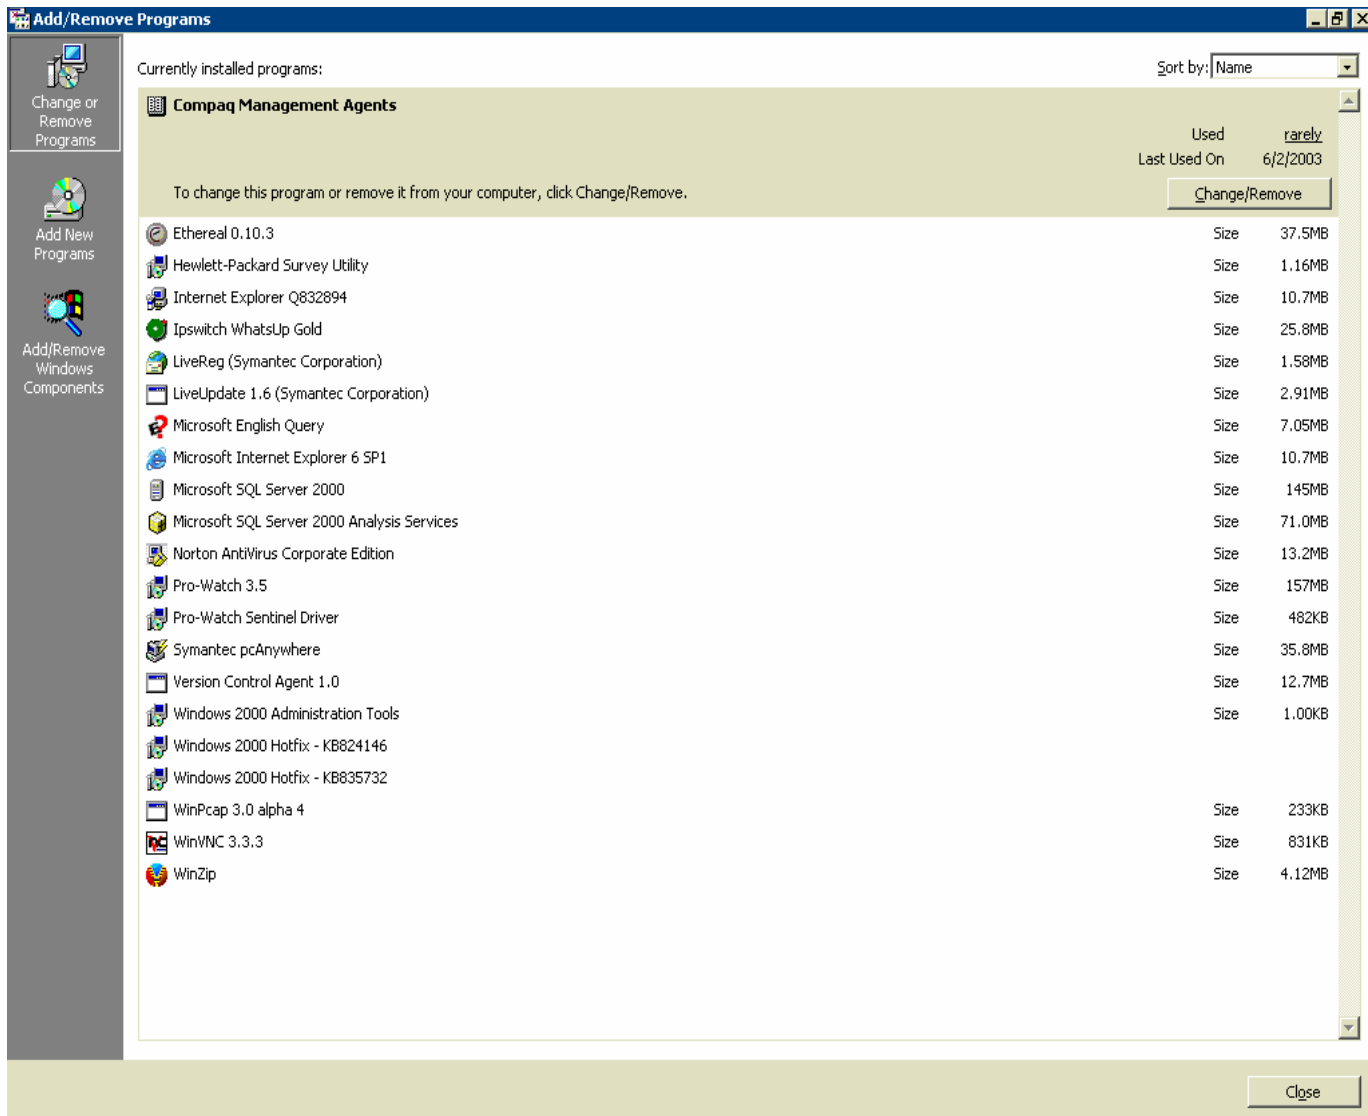 Add/Remove Programs
Change or
Remove
Programs
Add New
Programs
Add/Remove
Windows
Components
Currently installed programs:
Sort by: Name
Compaq Management Agents
Used rarely
Last Used On 6/2/2003
To change this program or remove it from your computer, click Change/Remove.
Change/Remove
Ethereal 0.10.3 Size 37.5MB
Hewlett-Packard Survey Utility Size 1.16MB
Internet Explorer Q832894 Size 10.7MB
Ipswitch WhatsUp Gold Size 25.8MB
LiveReg (Symantec Corporation) Size 1.58MB
LiveUpdate 1.6 (Symantec Corporation) Size 2.91MB
Microsoft English Query Size 7.05MB
Microsoft Internet Explorer 6 SP1 Size 10.7MB
Microsoft SQL Server 2000 Size 145MB
Microsoft SQL Server 2000 Analysis Services Size 71.0MB
Norton AntiVirus Corporate Edition Size 13.2MB
Pro-Watch 3.5 Size 157MB
Pro-Watch Sentinel Driver Size 482KB
Symantec pcAnywhere Size 35.8MB
Version Control Agent 1.0 Size 12.7MB
Windows 2000 Administration Tools Size 1.00KB
Windows 2000 Hotfix - KB824146
Windows 2000 Hotfix - KB835732
WinPcap 3.0 alpha 4 Size 233KB
WinVNC 3.3.3 Size 831KB
WinZip Size 4.12MB
Close